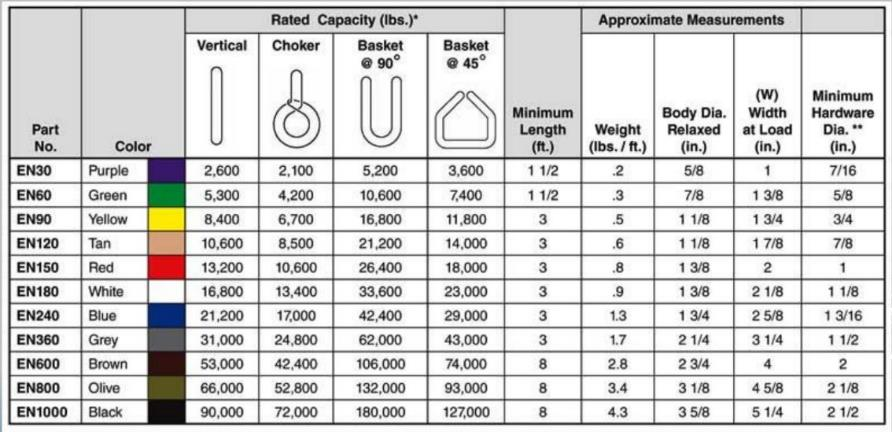 Rated Capacity (lbs.)* Approximate Measurements
Part No. Color Vertical Choker Basket @ 90° Basket @ 45° Minimum Length (ft.) Weight (lbs. / ft.) Body Dia. Relaxed (in.) (W) Width at Load (in.) Minimum Hardware Dia. ** (in.)
EN30 Purple 2,600 2,100 5,200 3,600 1 1/2 .2 5/8 1 7/16
EN60 Green 5,300 4,200 10,600 7,400 1 1/2 .3 7/8 1 3/8 5/8
EN90 Yellow 8,400 6,700 16,800 11,800 3 .5 1 1/8 1 3/4 3/4
EN120 Tan 10,600 8,500 21,200 14,000 3 .6 1 1/8 1 7/8 7/8
EN150 Red 13,200 10,600 26,400 18,000 3 .8 1 3/8 2 1
EN180 White 16,800 13,400 33,600 23,000 3 .9 1 3/8 2 1/8 1 1/8
EN240 Blue 21,200 17,000 42,400 29,000 3 1.3 1 3/4 2 5/8 1 3/16
EN360 Grey 31,000 24,800 62,000 43,000 3 1.7 2 1/4 3 1/4 1 1/2
EN600 Brown 53,000 42,400 106,000 74,000 8 2.8 2 3/4 4 2
EN800 Olive 66,000 52,800 132,000 93,000 8 3.4 3 1/8 4 5/8 2 1/8
EN1000 Black 90,000 72,000 180,000 127,000 8 4.3 3 5/8 5 1/4 2 1/2